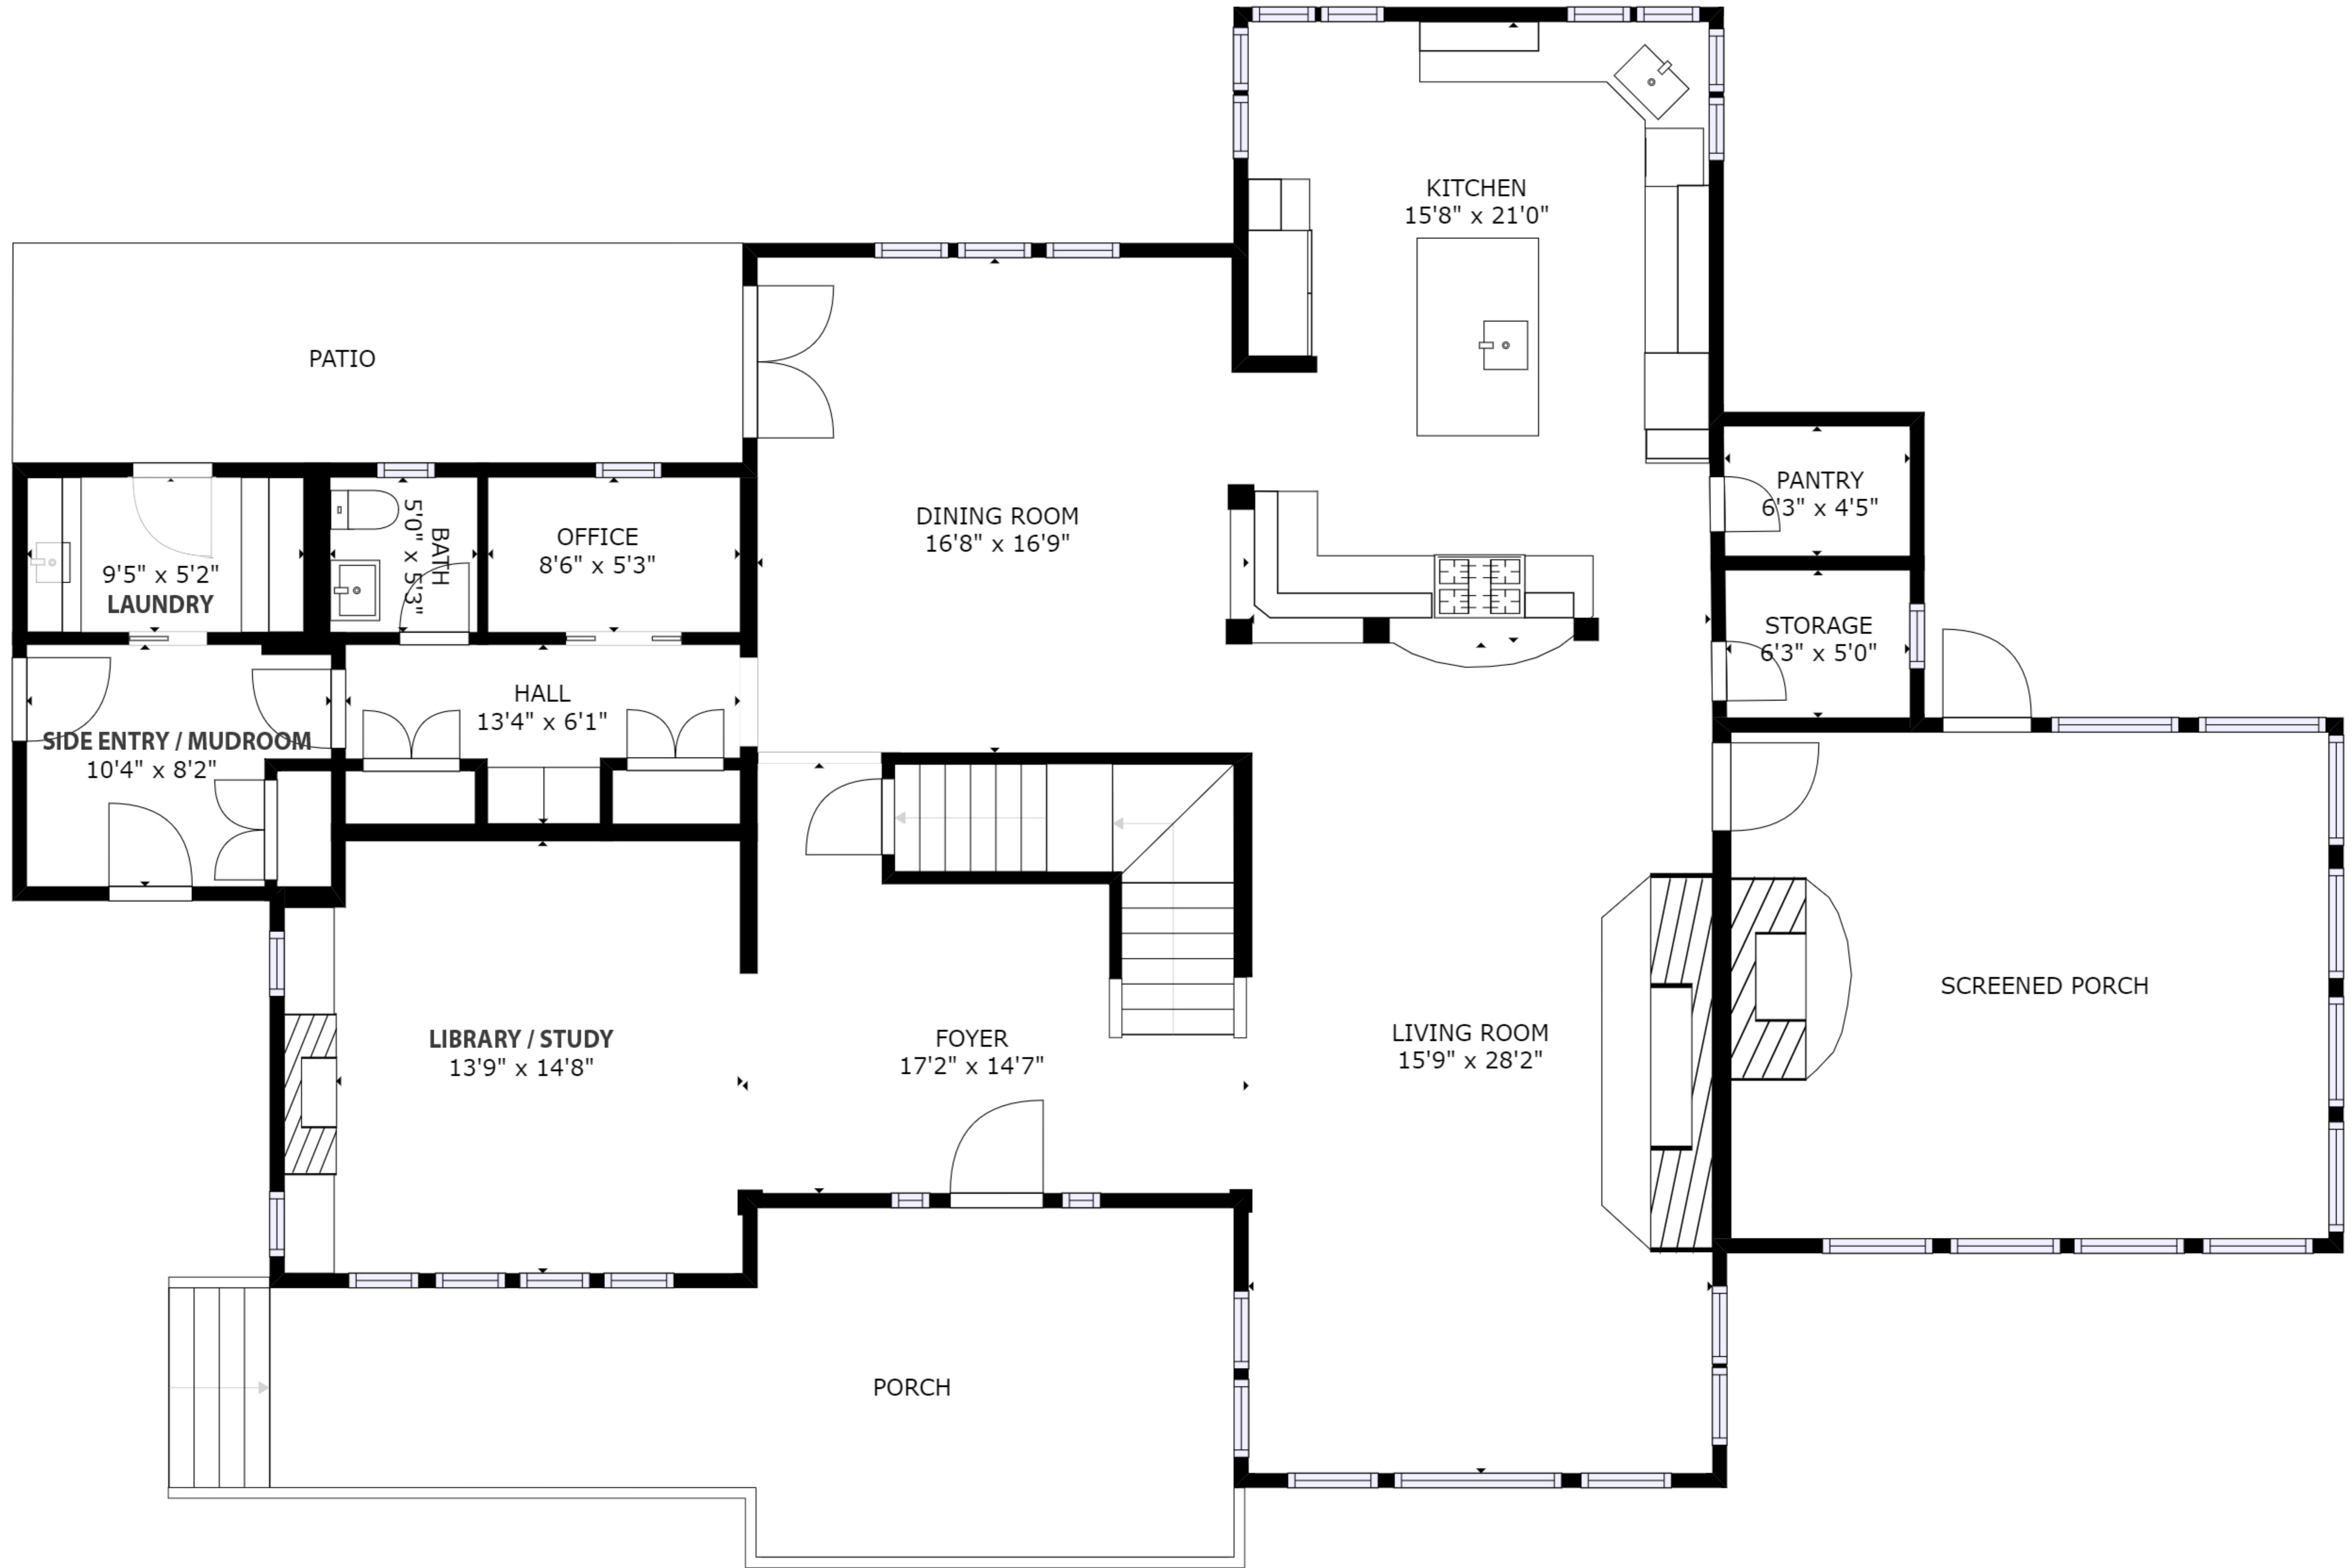 KITCHEN
15'8" x 21'0"
PATIO
PANTRY
6'3" x 4'5"
DINING ROOM
16'8" x 16'9"
OFFICE
8'6" x 5'3"
BATH
5'0" x 5'3"
9'5" x 5'2"
LAUNDRY
STORAGE
6'3" x 5'0"
HALL
13'4" x 6'1"
SIDE ENTRY / MUDROOM
10'4" x 8'2"
SCREENED PORCH
LIBRARY / STUDY
13'9" x 14'8"
FOYER
17'2" x 14'7"
LIVING ROOM
15'9" x 28'2"
PORCH